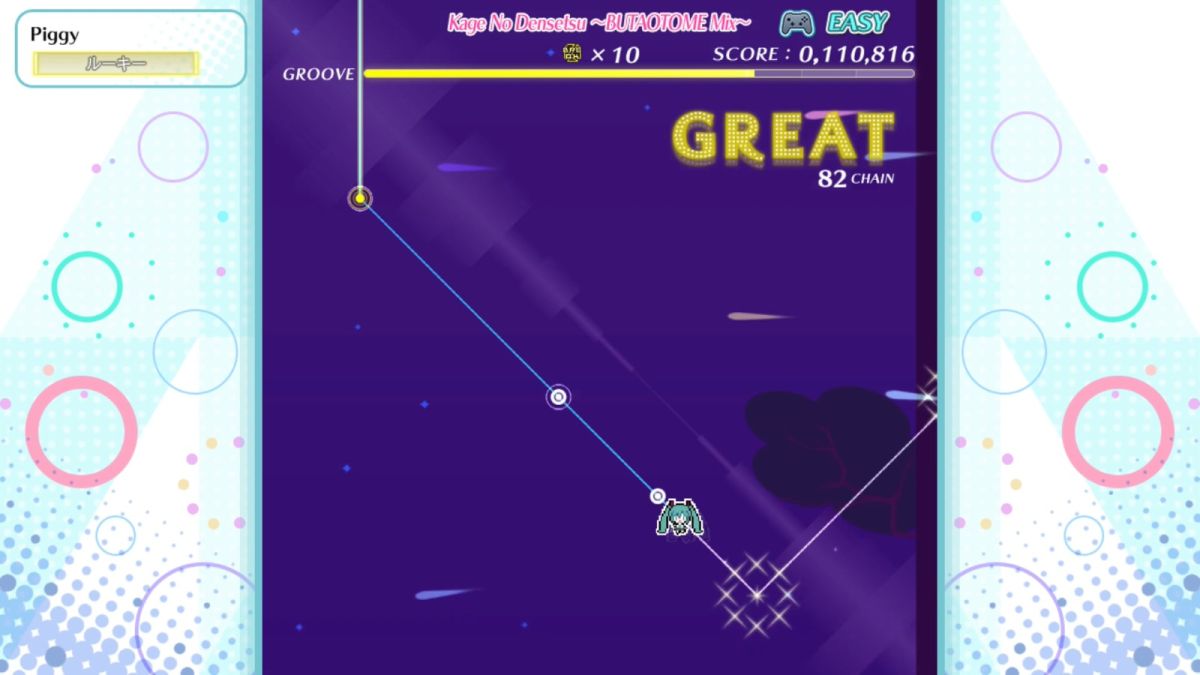 Piggy
ルーキー
Kage No Densetsu ~BUTAOTOME Mix~
EASY
×10
SCORE : 0,110,816
GROOVE
GREAT
82 CHAIN